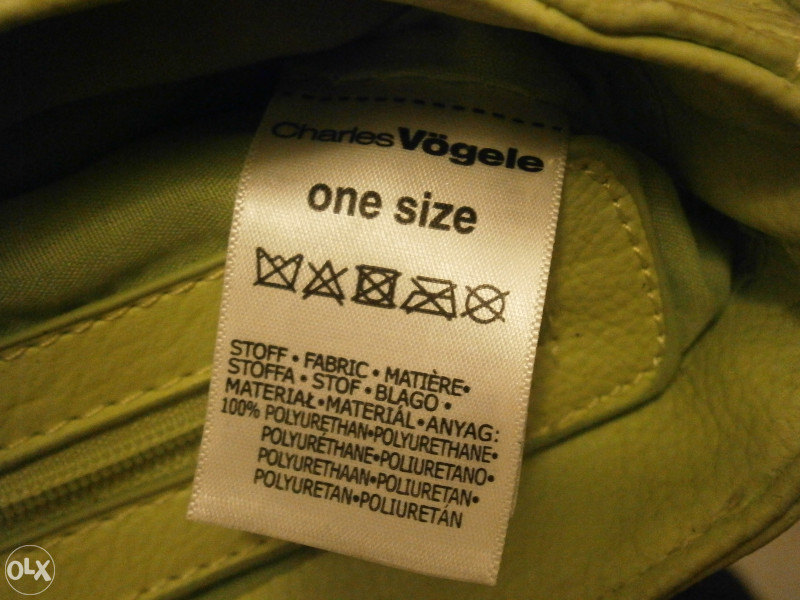 Charles Vögele
one size
STOFF • FABRIC • MATIÈRE•
STOFFA • STOF • BLAGO •
MATERIAŁ•MATERIÁL•ANYAG:
100% POLYURETHAN•POLYURETHANE•
POLYURÉTHANE•POLIURETANO•
POLYURETHAAN•POLIURETAN•
POLYURETAN•POLIURETÁN
OLX